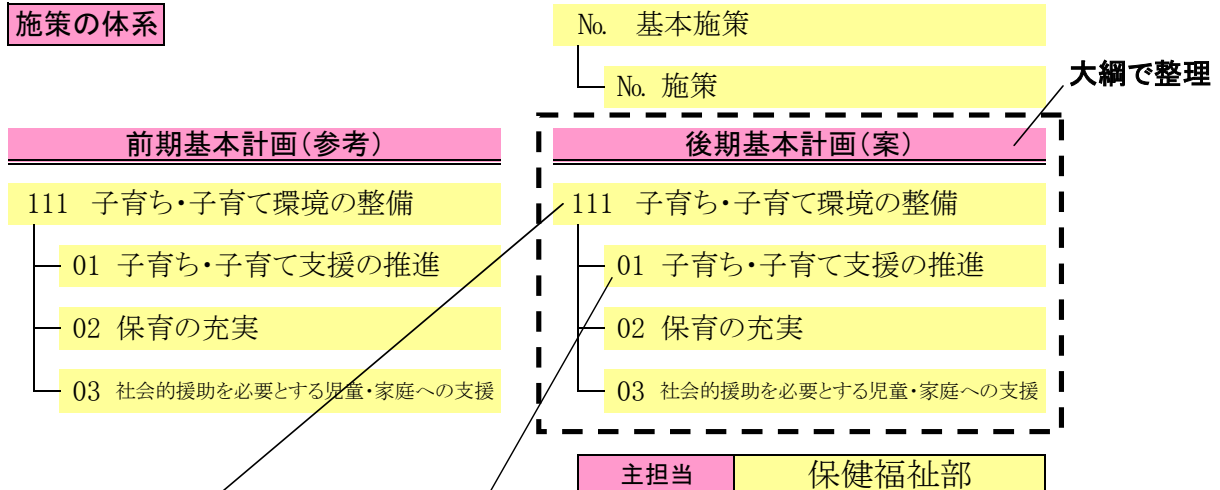 施策の体系
№ 基本施策
№ 施策
大綱で整理
前期基本計画（参考）
111 子育ち・子育て環境の整備
01 子育ち・子育て支援の推進
02 保育の充実
03 社会的援助を必要とする児童・家庭への支援
後期基本計画（案）
111 子育ち・子育て環境の整備
01 子育ち・子育て支援の推進
02 保育の充実
03 社会的援助を必要とする児童・家庭への支援
主担当 保健福祉部